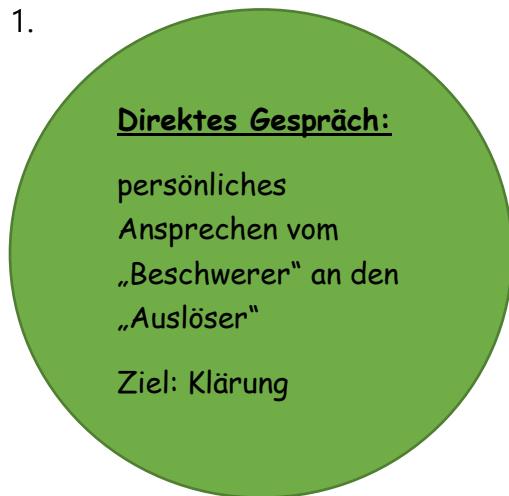 1.
Direktes Gespräch:
persönliches
Ansprechen vom
„Beschwerer“ an den
„Auslöser“
Ziel: Klärung